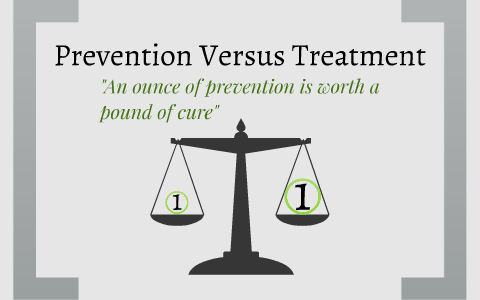 Prevention Versus Treatment
"An ounce of prevention is worth a
pound of cure"
1 1